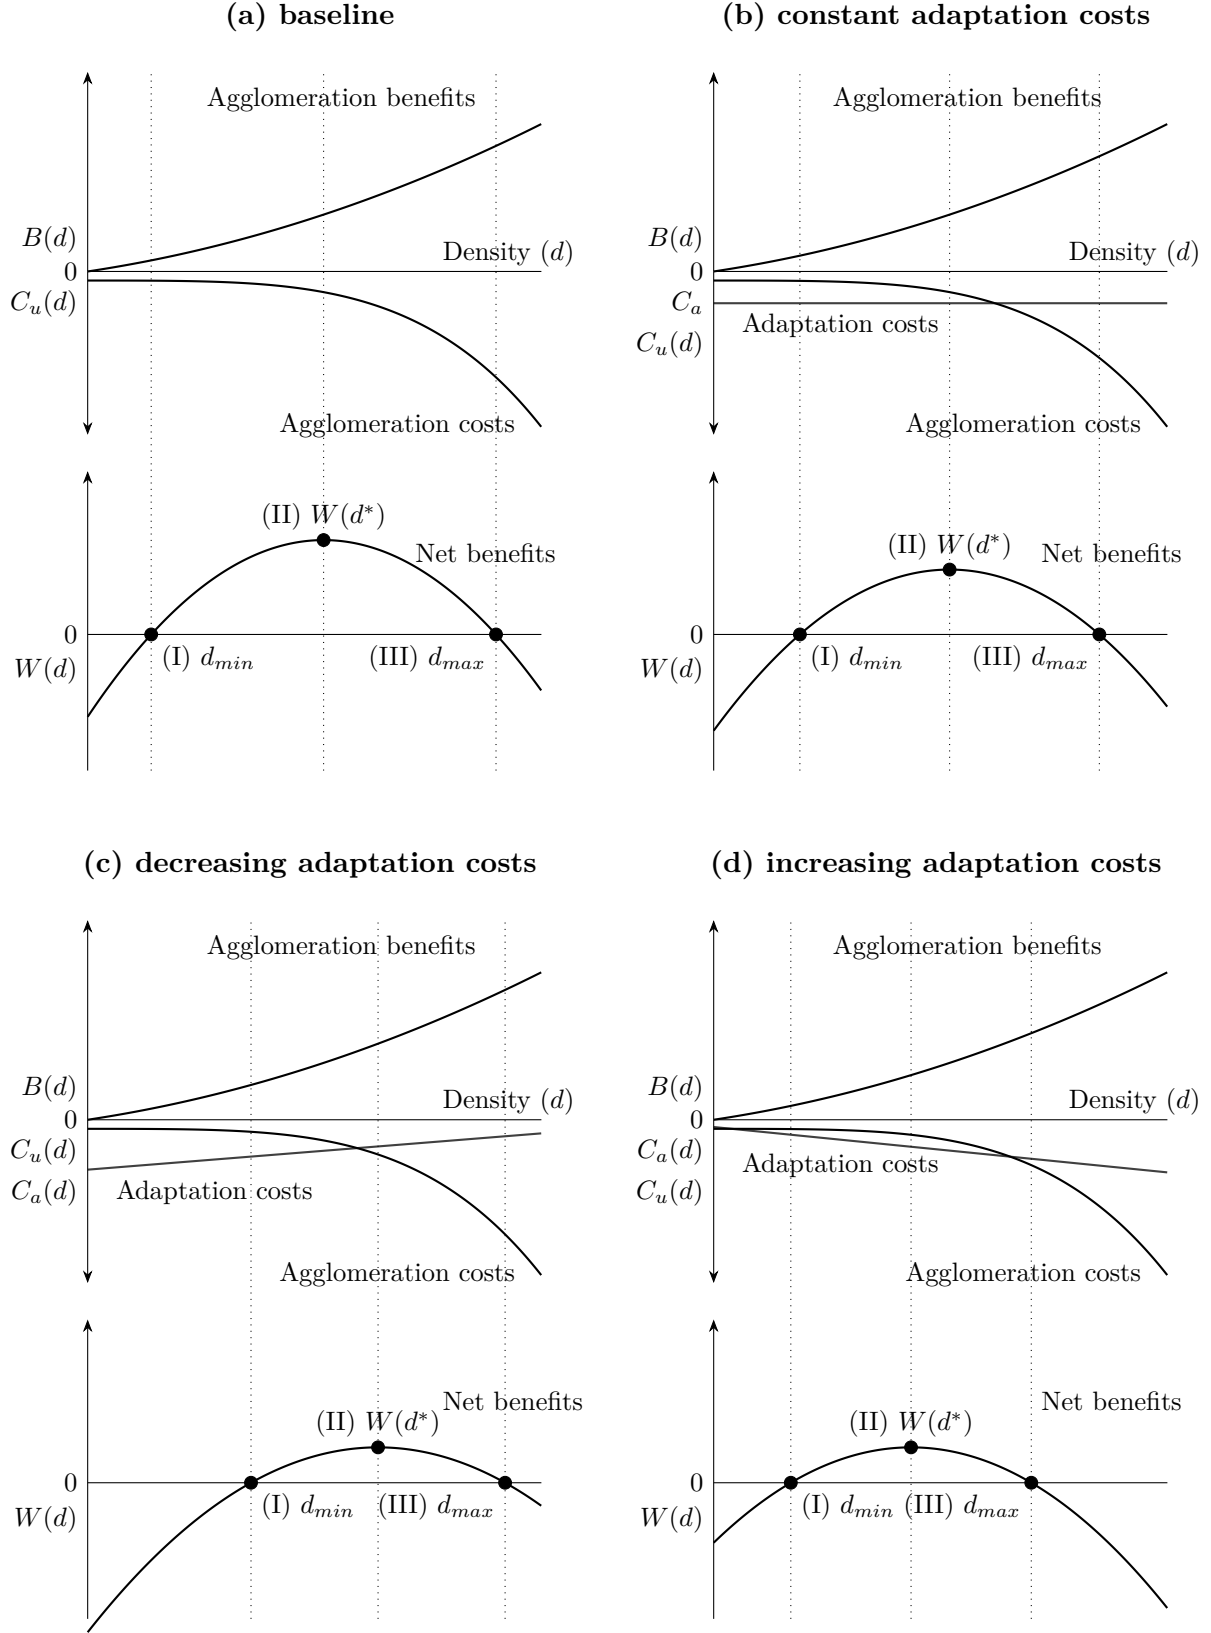 (a) baseline
Agglomeration benefits
B(d)
Density (d)
0
C_u(d)
Agglomeration costs
(II) W(d*)
Net benefits
0
(I) d_min
(III) d_max
W(d)
(b) constant adaptation costs
Agglomeration benefits
B(d)
Density (d)
0
C_a
Adaptation costs
C_u(d)
Agglomeration costs
(II) W(d*)
Net benefits
0
(I) d_min
(III) d_max
W(d)
(c) decreasing adaptation costs
Agglomeration benefits
B(d)
Density (d)
0
C_u(d)
C_a(d)
Adaptation costs
Agglomeration costs
Net benefits
(II) W(d*)
0
(I) d_min
(III) d_max
W(d)
(d) increasing adaptation costs
Agglomeration benefits
B(d)
Density (d)
0
C_a(d)
Adaptation costs
C_u(d)
Agglomeration costs
Net benefits
(II) W(d*)
0
(I) d_min
(III) d_max
W(d)